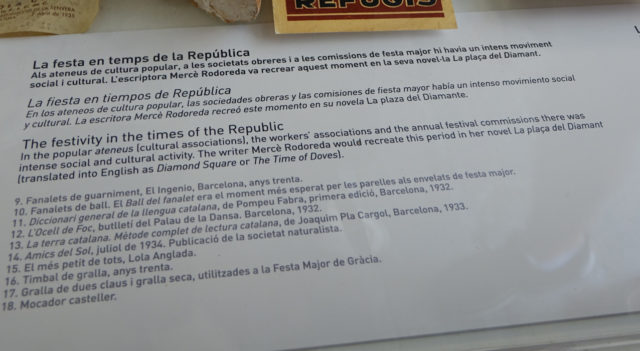 REFUGIS
La festa en temps de la República
Als ateneus de cultura popular, a les societats obreres i a les comissions de festa major hi havia un intens moviment
social i cultural. L'escriptora Mercè Rodoreda va recrear aquest moment en la seva novel·la La plaça del Diamant.
La fiesta en tiempos de República
En los ateneos de cultura popular, las sociedades obreras y las comisiones de fiesta mayor había un intenso movimiento social
y cultural. La escritora Mercè Rodoreda recreó este momento en su novela La plaza del Diamante.
The festivity in the times of the Republic
In the popular ateneus (cultural associations), the workers' associations and the annual festival commissions there was
intense social and cultural activity. The writer Mercè Rodoreda would recreate this period in her novel La plaça del Diamant
(translated into English as Diamond Square or The Time of Doves).
9. Fanalets de guarniment, El Ingenio, Barcelona, anys trenta.
10. Fanalets de ball. El Ball del fanalet era el moment més esperat per les parelles als envelats de festa major.
11. Diccionari general de la llengua catalana, de Pompeu Fabra, primera edició, Barcelona, 1932.
12. L'Ocell de Foc, butlletí del Palau de la Dansa. Barcelona, 1932.
13. La terra catalana. Mètode complet de lectura catalana, de Joaquim Pla Cargol, Barcelona, 1933.
14. Amics del Sol, juliol de 1934. Publicació de la societat naturalista.
15. El més petit de tots, Lola Anglada.
16. Timbal de gralla, anys trenta.
17. Gralla de dues claus i gralla seca, utilitzades a la Festa Major de Gràcia.
18. Mocador casteller.